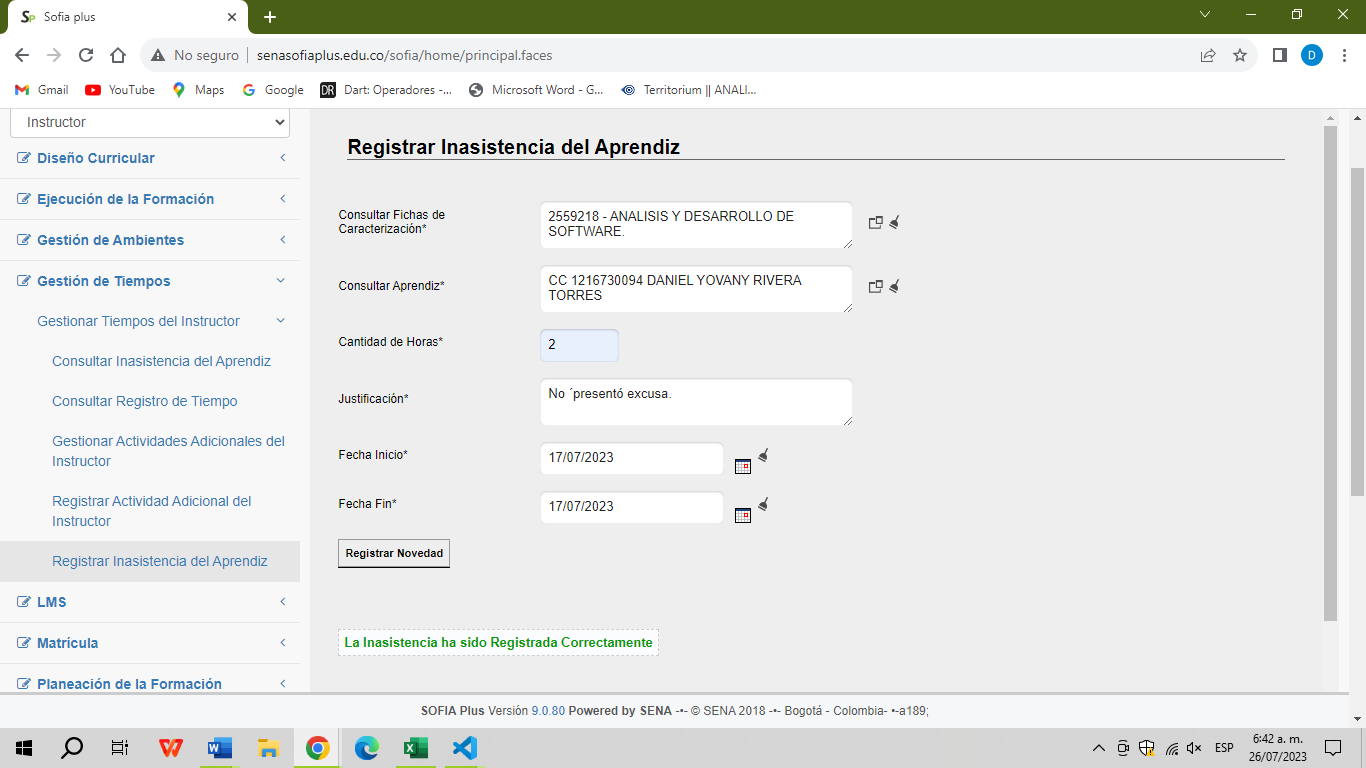 Sofia plus
No seguro
senasofiaplus.edu.co/sofia/home/principal.faces
D
Gmail
YouTube
Maps
Google
DR
Dart: Operadores -...
Microsoft Word - G...
Territorium || ANALI...
Instructor
Diseño Curricular
Ejecución de la Formación
Gestión de Ambientes
Gestión de Tiempos
Gestionar Tiempos del Instructor
Consultar Inasistencia del Aprendiz
Consultar Registro de Tiempo
Gestionar Actividades Adicionales del
Instructor
Registrar Actividad Adicional del
Instructor
Registrar Inasistencia del Aprendiz
LMS
Matrícula
Planeación de la Formación
Registrar Inasistencia del Aprendiz
Consultar Fichas de
Caracterización*
2559218 - ANALISIS Y DESARROLLO DE
SOFTWARE.
Consultar Aprendiz*
CC 1216730094 DANIEL YOVANY RIVERA
TORRES
Cantidad de Horas*
2
Justificación*
No ´presentó excusa.
Fecha Inicio*
17/07/2023
Fecha Fin*
17/07/2023
Registrar Novedad
La Inasistencia ha sido Registrada Correctamente
SOFIA Plus Versión 9.0.80 Powered by SENA -•- © SENA 2018 -•- Bogotá - Colombia- •-a189;
ESP
6:42 a. m.
26/07/2023